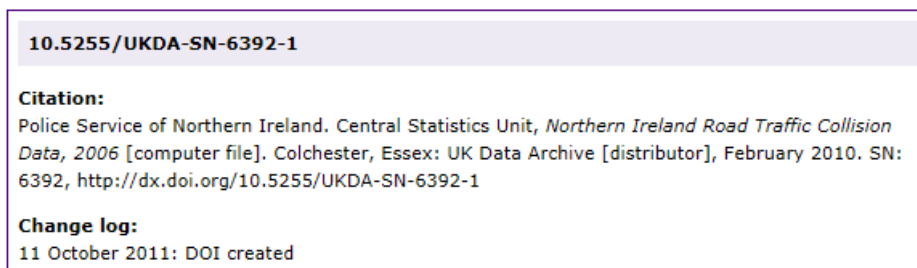 10.5255/UKDA-SN-6392-1
Citation:
Police Service of Northern Ireland. Central Statistics Unit, Northern Ireland Road Traffic Collision
Data, 2006 [computer file]. Colchester, Essex: UK Data Archive [distributor], February 2010. SN:
6392, http://dx.doi.org/10.5255/UKDA-SN-6392-1
Change log:
11 October 2011: DOI created